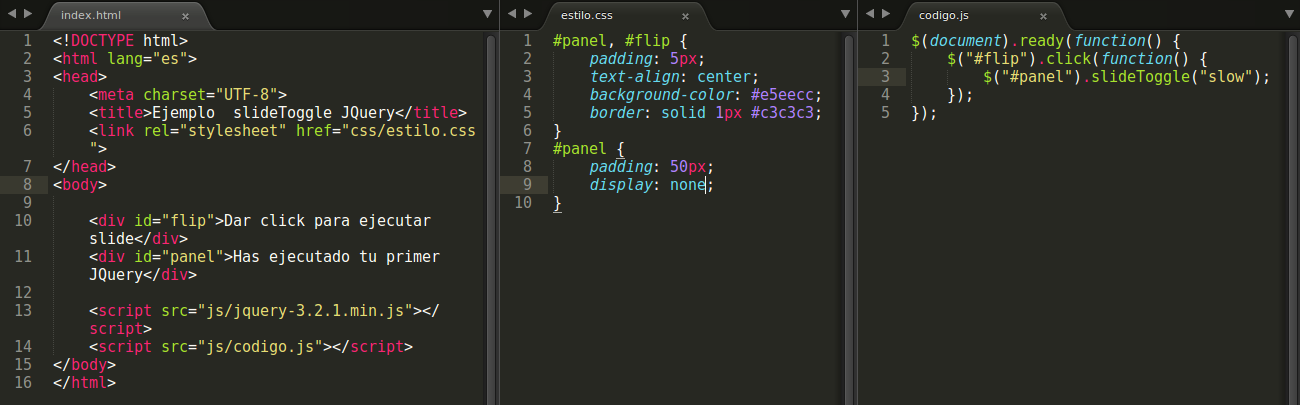 index.html ×
1 <!DOCTYPE html>
2 <html lang="es">
3 <head>
4     <meta charset="UTF-8">
5     <title>Ejemplo  slideToggle JQuery</title>
6     <link rel="stylesheet" href="css/estilo.css
    ">
7 </head>
8 <body>
9
10     <div id="flip">Dar click para ejecutar
    slide</div>
11     <div id="panel">Has ejecutado tu primer
    JQuery</div>
12
13     <script src="js/jquery-3.2.1.min.js"></
    script>
14     <script src="js/codigo.js"></script>
15 </body>
16 </html>
estilo.css ×
1 #panel, #flip {
2     padding: 5px;
3     text-align: center;
4     background-color: #e5eecc;
5     border: solid 1px #c3c3c3;
6 }
7 #panel {
8     padding: 50px;
9     display: none;
10 }
codigo.js ×
1 $(document).ready(function() {
2     $("#flip").click(function() {
3         $("#panel").slideToggle("slow");
4     });
5 });